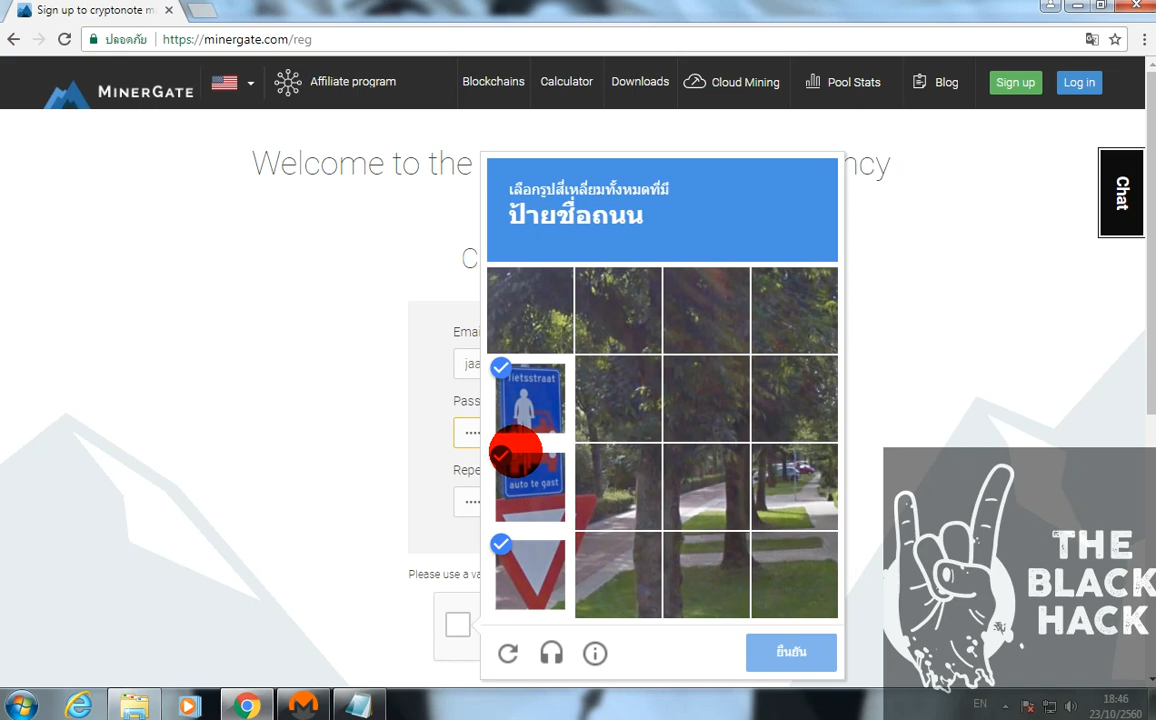 Sign up to cryptonote m
ปลอดภัย
https://minergate.com/reg
MINERGATE
Affiliate program
Blockchains
Calculator
Downloads
Cloud Mining
Pool Stats
Blog
Sign up
Log in
Welcome to the
ncy
Chat
เลือกรูปสี่เหลี่ยมทั้งหมดที่มี
ป้ายชื่อถนน
C
Emai
jaa
Pass
Repe
Please use a va
lietsstraat
auto te gast
ยืนยัน
THE
BLACK
HACK
EN
18:46
23/10/2560